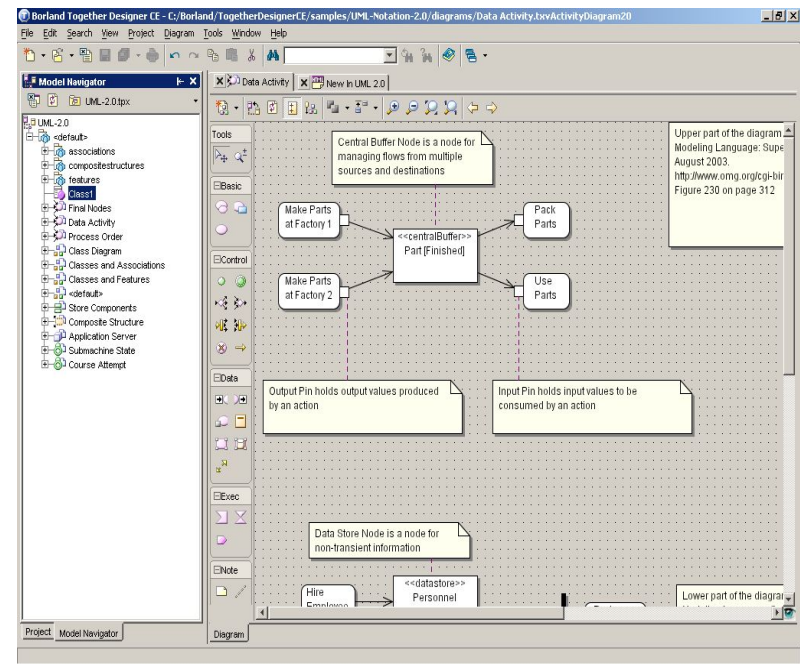 Borland Together Designer CE - C:/Borland/TogetherDesignerCE/samples/UML-Notation-2.0/diagrams/Data Activity.txvActivityDiagram20
File Edit Search View Project Diagram Tools Window Help
Model Navigator
UML-2.0.tpx
UML-2.0
<default>
associations
compositestructures
features
Class1
Final Nodes
Data Activity
Process Order
Class Diagram
Classes and Associations
Classes and Features
<default>
Store Components
Composite Structure
Application Server
Submachine State
Course Attempt
Project
Model Navigator
Data Activity
New In UML 2.0
Tools
Basic
Control
Data
Exec
Note
Central Buffer Node is a node for
managing flows from multiple
sources and destinations
Upper part of the diagram
Modeling Language: Supe
August 2003.
http://www.omg.org/cgi-bin
Figure 230 on page 312
Make Parts
at Factory 1
<<centralBuffer>>
Part [Finished]
Pack
Parts
Make Parts
at Factory 2
Use
Parts
Output Pin holds output values produced
by an action
Input Pin holds input values to be
consumed by an action
Data Store Node is a node for
non-transient information
Hire
Employee
<<datastore>>
Personnel
Lower part of the diagram
Diagram